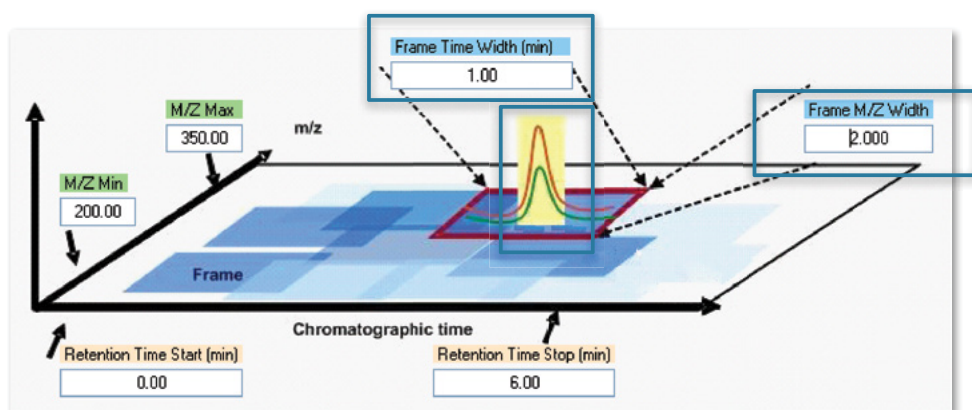 Frame Time Width (min)
1.00
M/Z Max
350.00
m/z
Frame M/Z Width
2.000
M/Z Min
200.00
Frame
Chromatographic time
Retention Time Start (min)
0.00
Retention Time Stop (min)
6.00